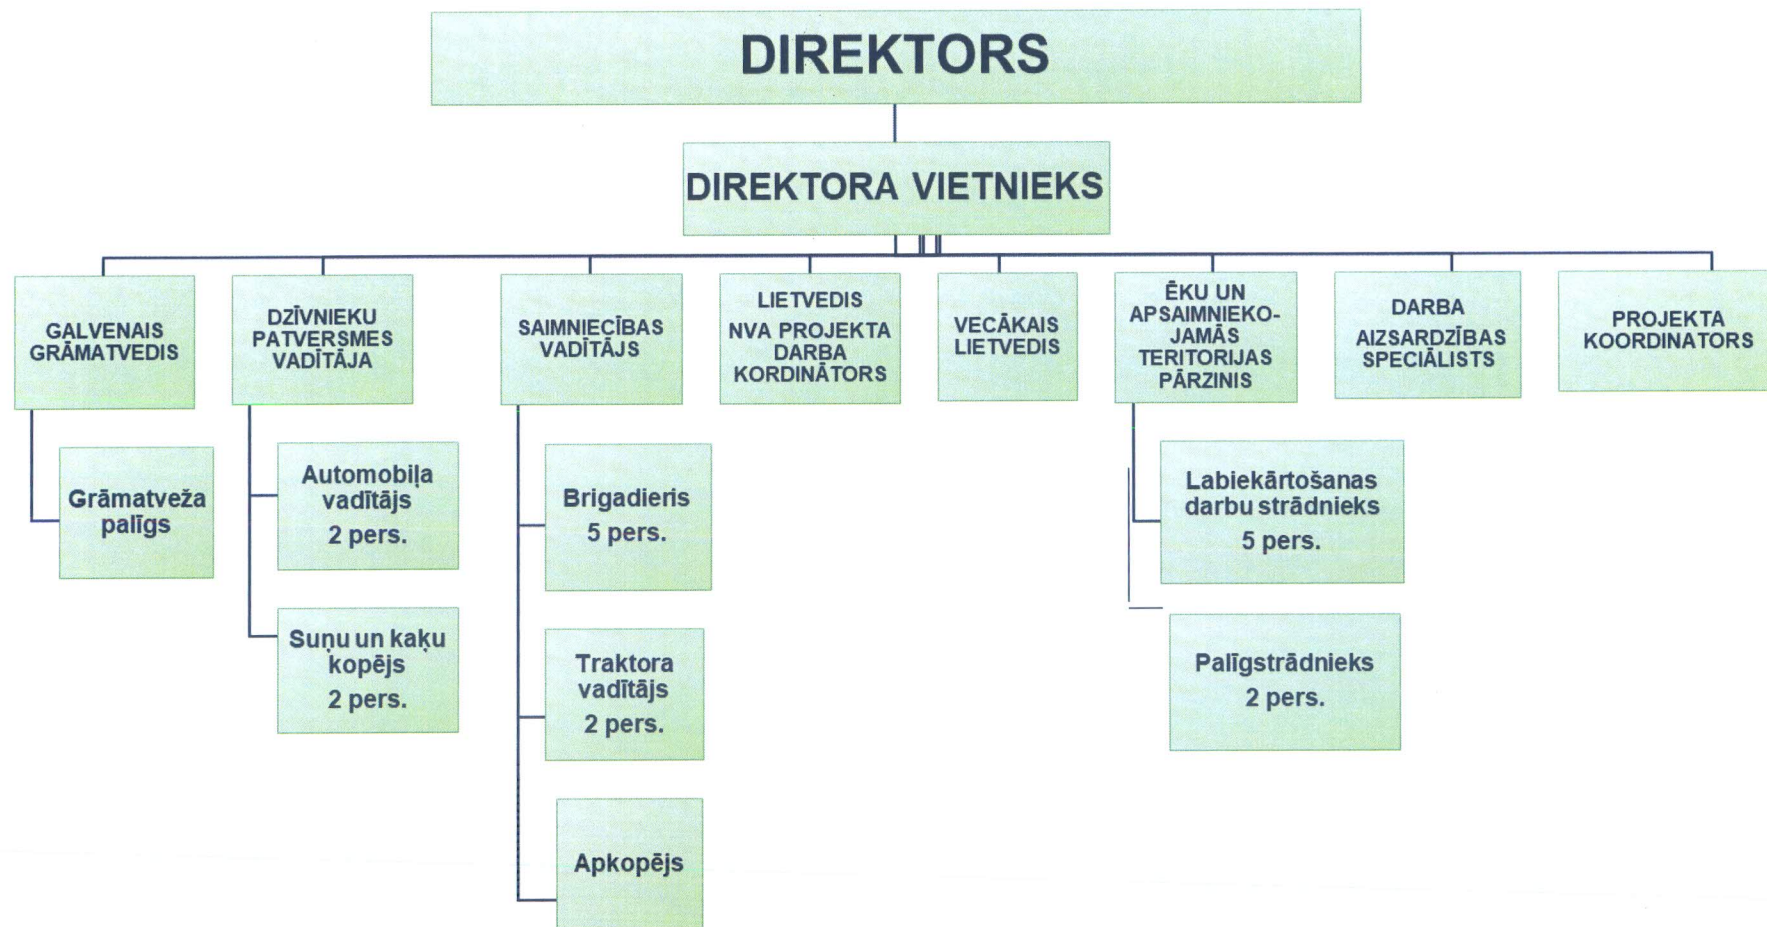 DIREKTORS
DIREKTORA VIETNIEKS
GALVENAIS
GRĀMATVEDIS
DZĪVNIEKU
PATVERSMES
VADĪTĀJA
SAIMNIECĪBAS
VADĪTĀJS
LIETVEDIS
NVA PROJEKTA
DARBA
KORDINĀTORS
VECĀKAIS
LIETVEDIS
ĒKU UN
APSAIMNIEKO-
JAMĀS
TERITORIJAS
PĀRZINIS
DARBA
AIZSARDZĪBAS
SPECIĀLISTS
PROJEKTA
KOORDINATORS
Grāmatveža
palīgs
Automobiļa
vadītājs
2 pers.
Suņu un kaķu
kopējs
2 pers.
Brigadieris
5 pers.
Traktora
vadītājs
2 pers.
Apkopējs
Labiekārtošanas
darbu strādnieks
5 pers.
Palīgstrādnieks
2 pers.